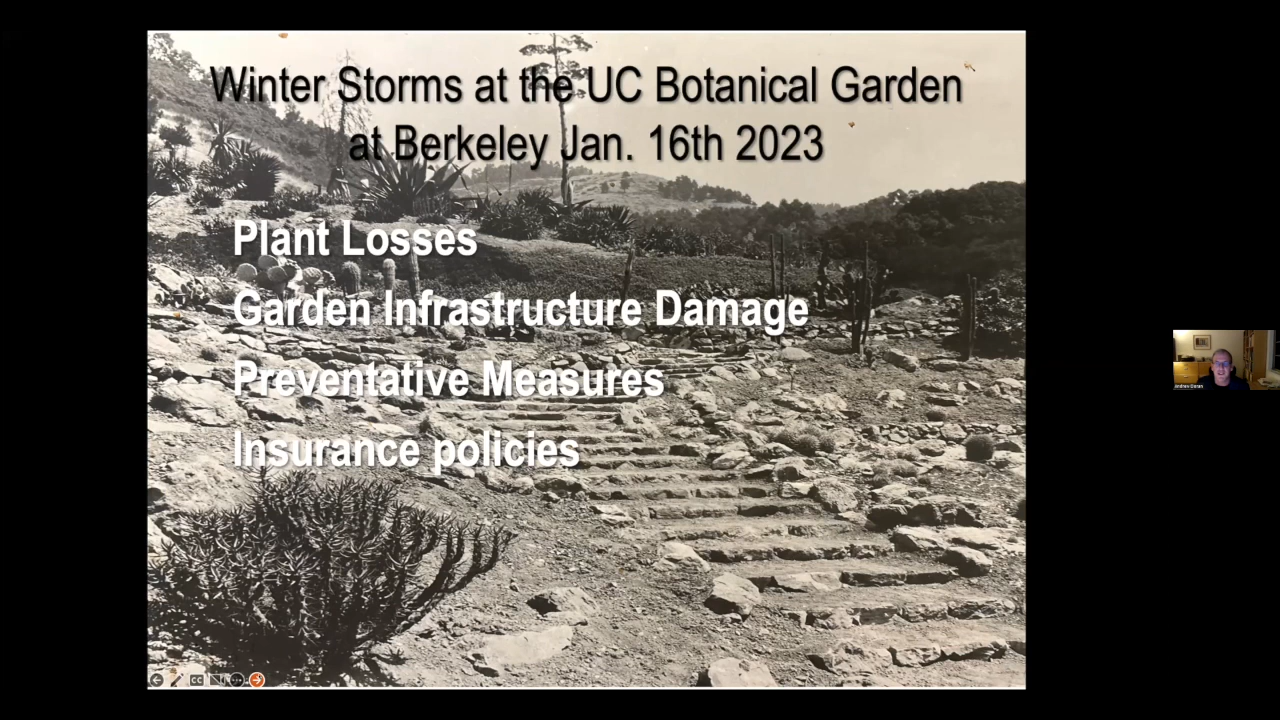 Winter Storms at the UC Botanical Garden
at Berkeley Jan. 16th 2023
Plant Losses
Garden Infrastructure Damage
Preventative Measures
Insurance policies
CC